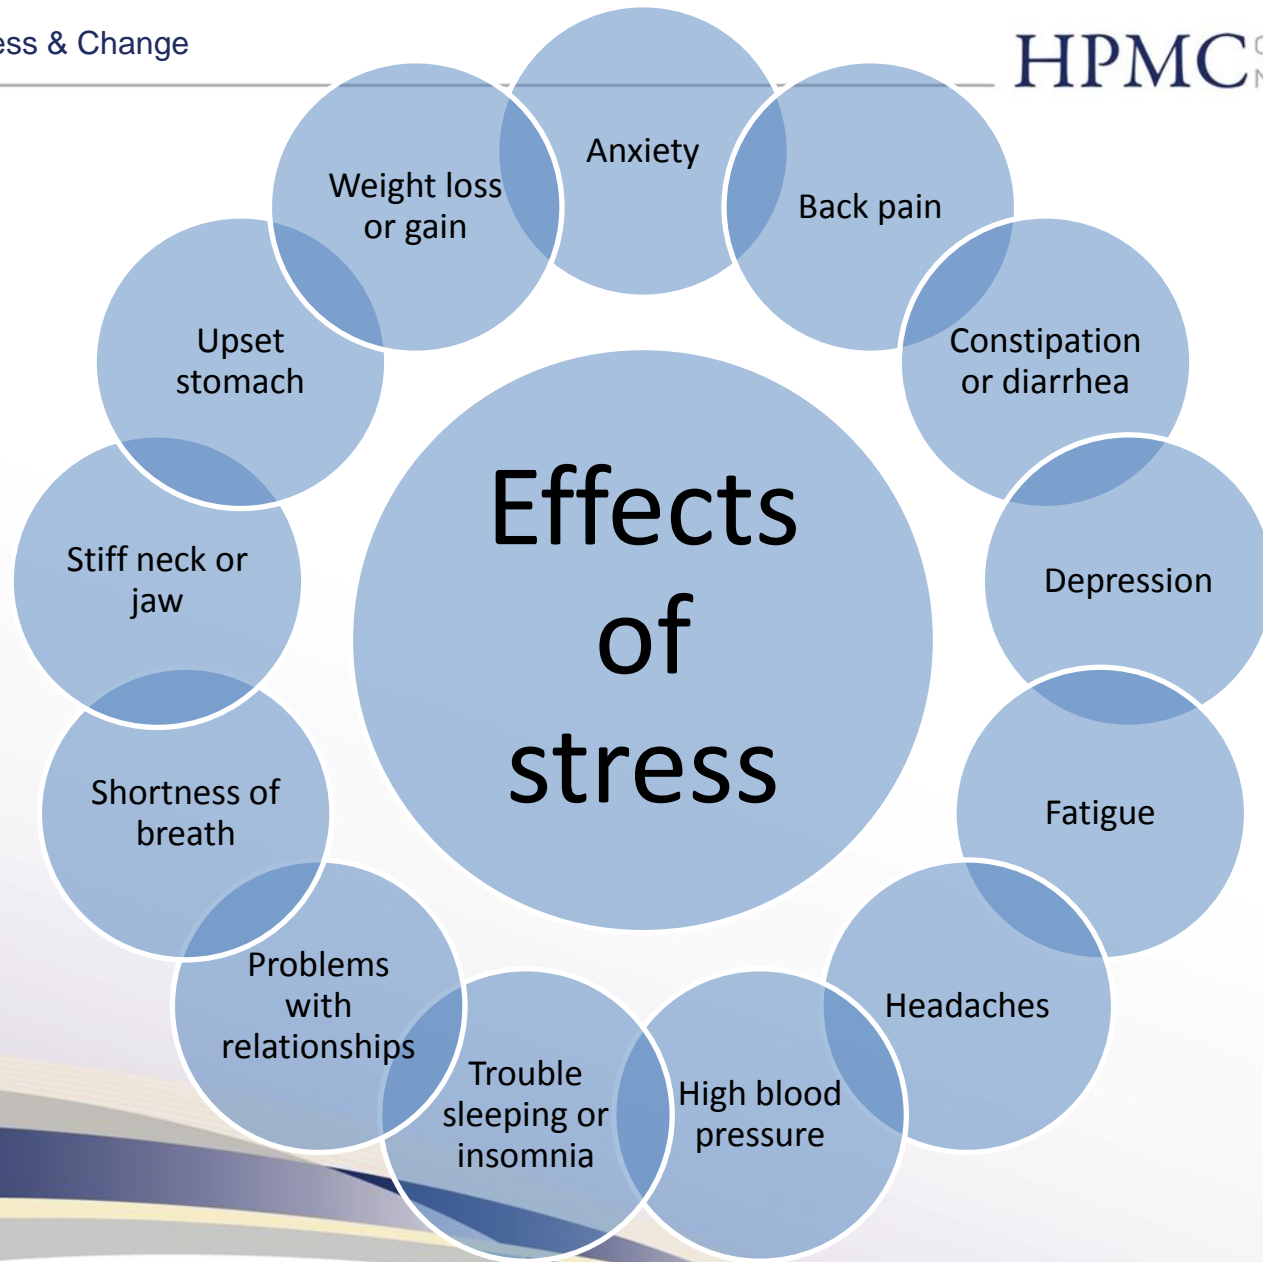 ess & Change
HPMC
Anxiety
Back pain
Constipation
or diarrhea
Depression
Fatigue
Headaches
High blood
pressure
Trouble
sleeping or
insomnia
Problems
with
relationships
Shortness of
breath
Stiff neck or
jaw
Upset
stomach
Weight loss
or gain
Effects
of
stress